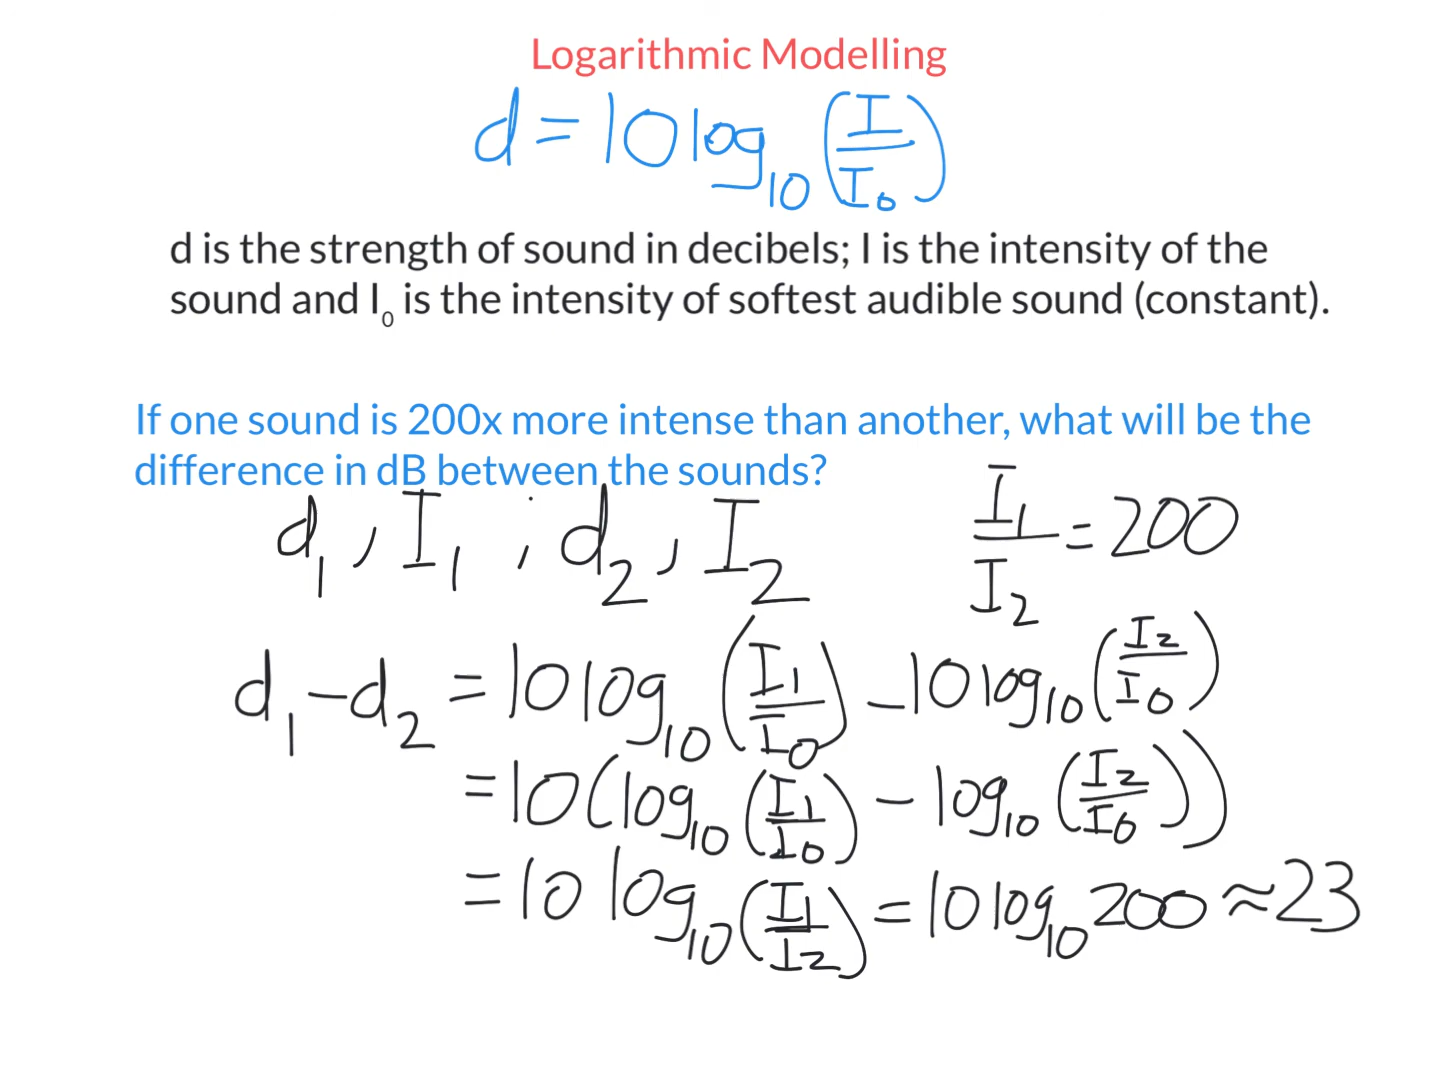 Logarithmic Modelling
d = 10 log₁₀ (I/I₀)
d is the strength of sound in decibels; I is the intensity of the
sound and I₀ is the intensity of softest audible sound (constant).
If one sound is 200x more intense than another, what will be the
difference in dB between the sounds?
d₁, I₁ ; d₂, I₂ I₁/I₂ = 200
d₁ - d₂ = 10 log₁₀ (I₁/I₀) - 10 log₁₀ (I₂/I₀)
= 10 (log₁₀ (I₁/I₀) - log₁₀ (I₂/I₀))
= 10 log₁₀ (I₁/I₂) = 10 log₁₀ 200 ≈ 23